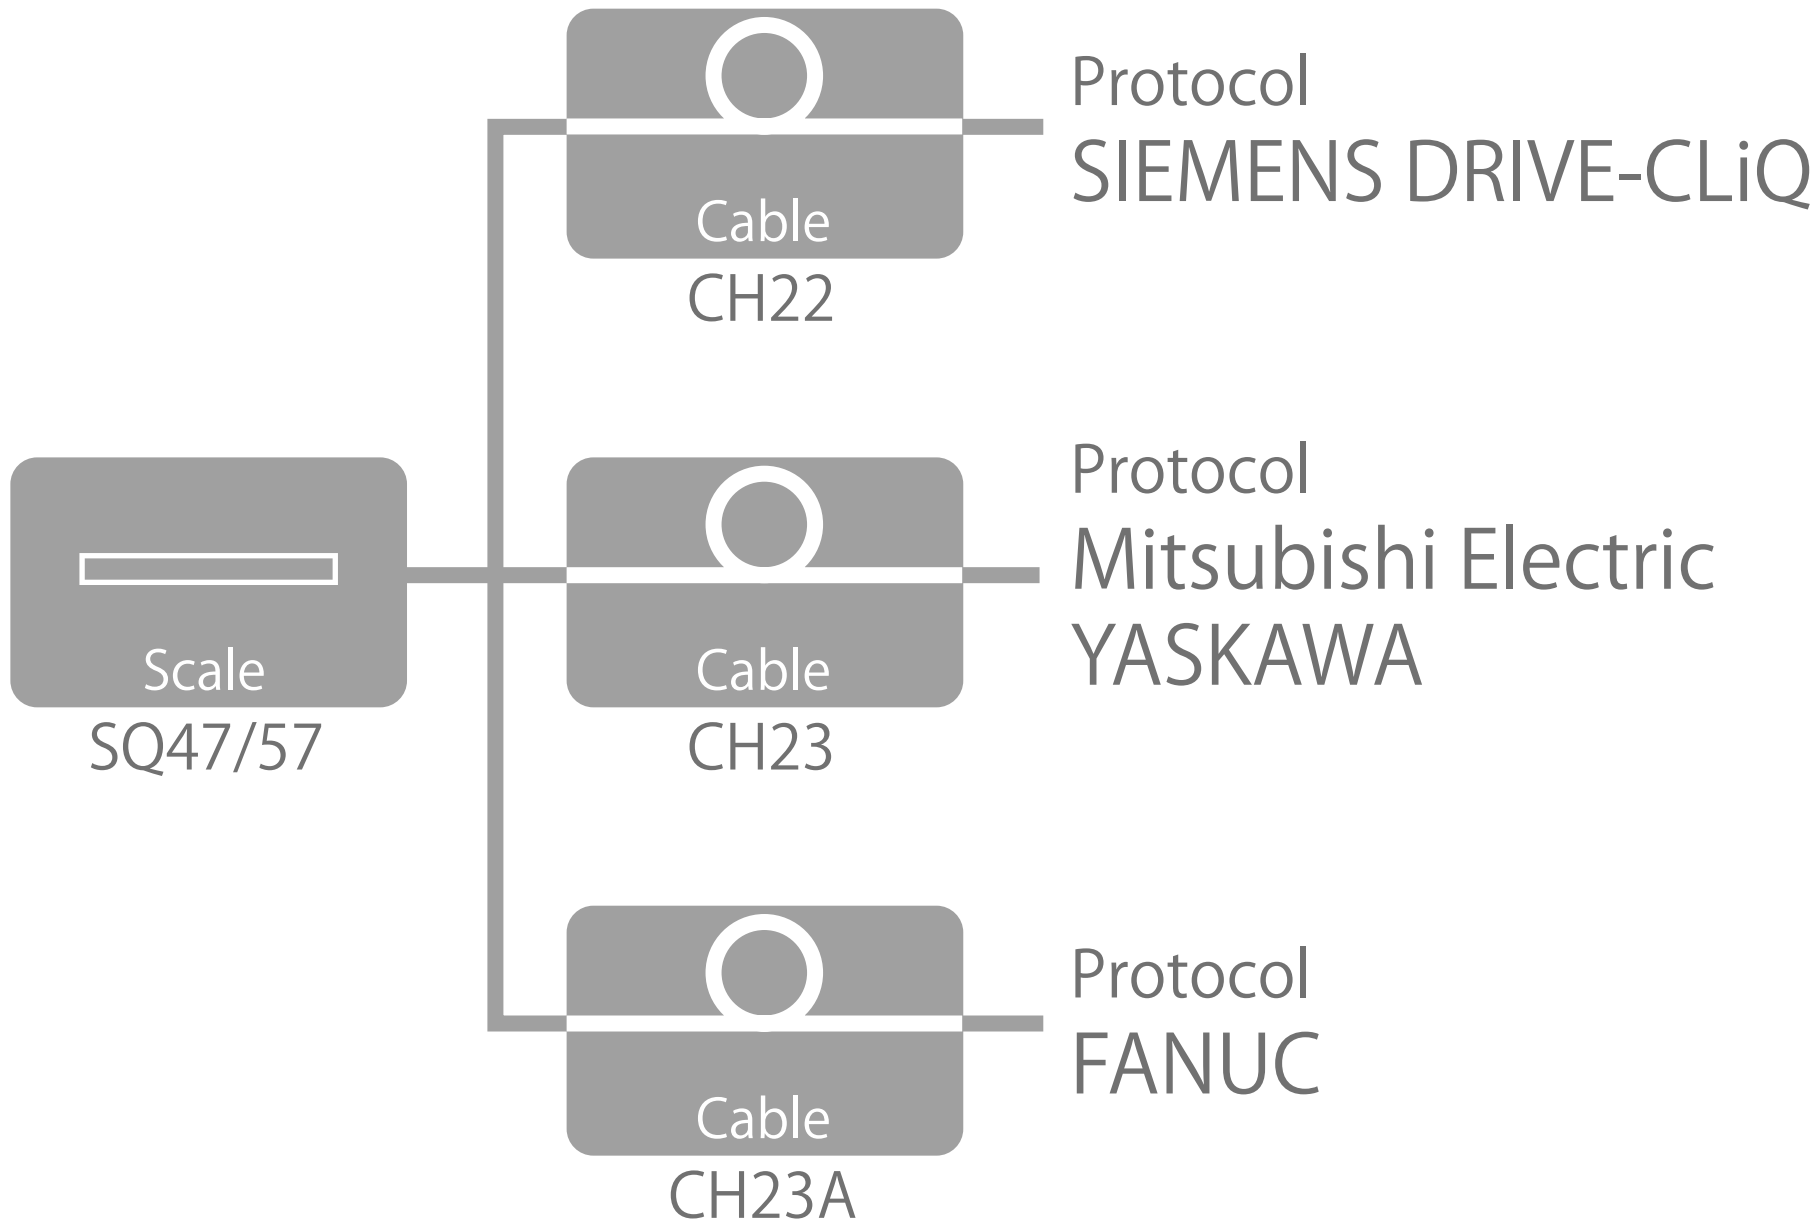 Cable
CH22
Protocol
SIEMENS DRIVE-CLiQ
Scale
SQ47/57
Cable
CH23
Protocol
Mitsubishi Electric
YASKAWA
Cable
CH23A
Protocol
FANUC